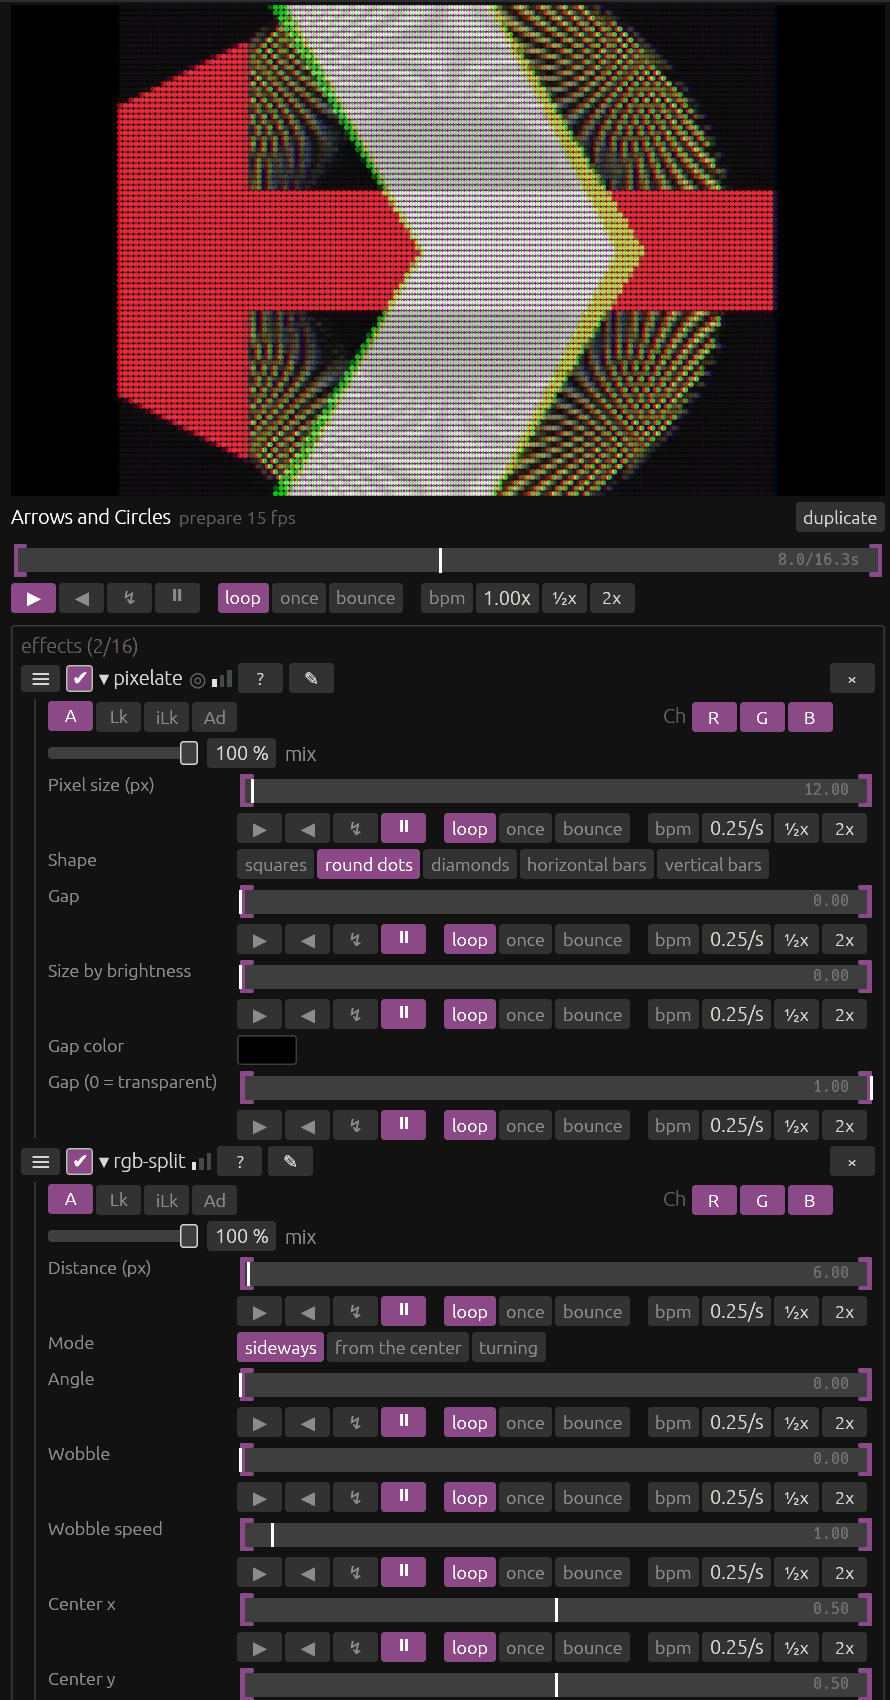 Arrows and Circles prepare 15 fps duplicate
8.0/16.3s
▶ ◀ ↯ ⏸ loop once bounce bpm 1.00x ½x 2x
effects (2/16)
☰ ✔ ▾ pixelate ◎ ? ✎ ×
A Lk iLk Ad Ch R G B
100 % mix
Pixel size (px) 12.00
▶ ◀ ↯ ⏸ loop once bounce bpm 0.25/s ½x 2x
Shape squares round dots diamonds horizontal bars vertical bars
Gap 0.00
▶ ◀ ↯ ⏸ loop once bounce bpm 0.25/s ½x 2x
Size by brightness 0.00
▶ ◀ ↯ ⏸ loop once bounce bpm 0.25/s ½x 2x
Gap color
Gap (0 = transparent) 1.00
▶ ◀ ↯ ⏸ loop once bounce bpm 0.25/s ½x 2x
☰ ✔ ▾ rgb-split ? ✎ ×
A Lk iLk Ad Ch R G B
100 % mix
Distance (px) 6.00
▶ ◀ ↯ ⏸ loop once bounce bpm 0.25/s ½x 2x
Mode sideways from the center turning
Angle 0.00
▶ ◀ ↯ ⏸ loop once bounce bpm 0.25/s ½x 2x
Wobble 0.00
▶ ◀ ↯ ⏸ loop once bounce bpm 0.25/s ½x 2x
Wobble speed 1.00
▶ ◀ ↯ ⏸ loop once bounce bpm 0.25/s ½x 2x
Center x 0.50
▶ ◀ ↯ ⏸ loop once bounce bpm 0.25/s ½x 2x
Center y 0.50